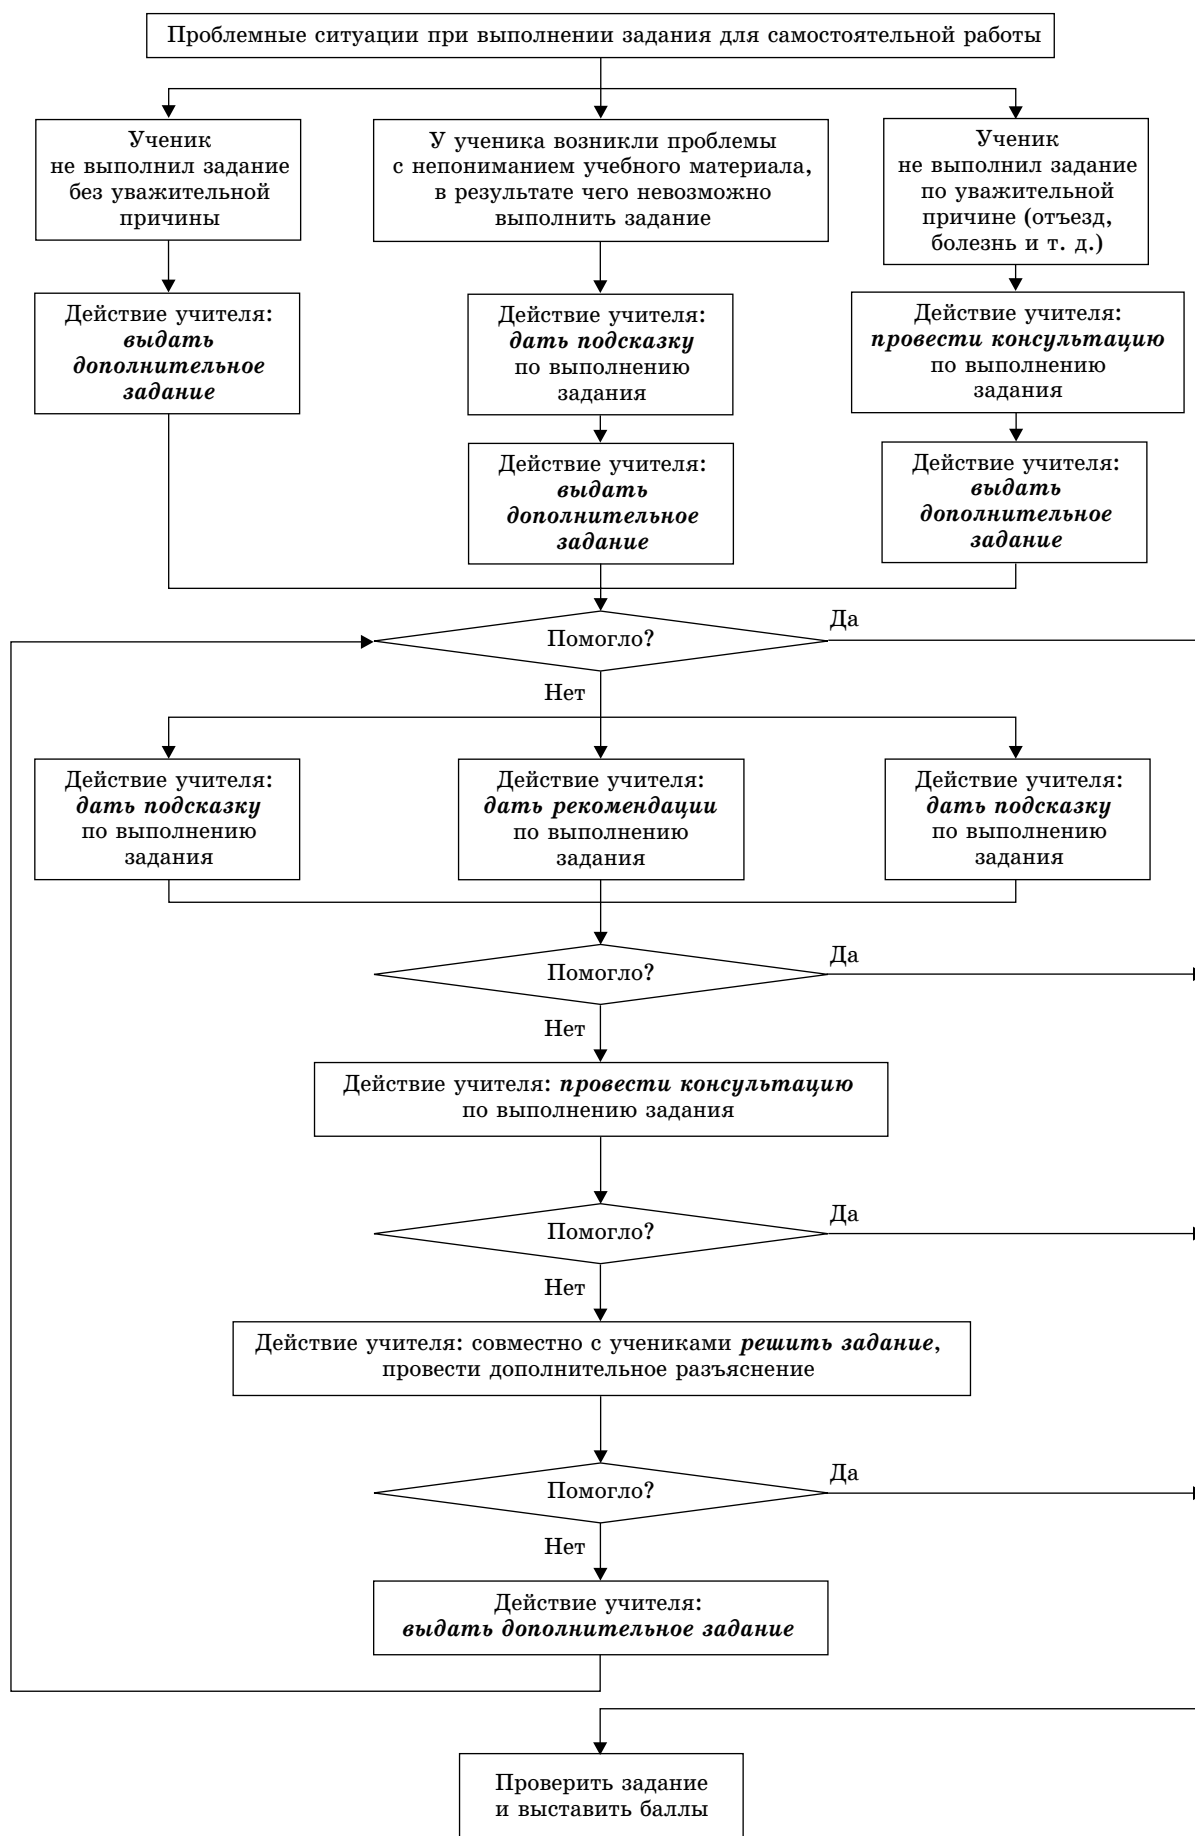 Проблемные ситуации при выполнении задания для самостоятельной работы
Ученик
не выполнил задание
без уважительной
причины
У ученика возникли проблемы
с непониманием учебного материала,
в результате чего невозможно
выполнить задание
Ученик
не выполнил задание
по уважительной
причине (отъезд,
болезнь и т. д.)
Действие учителя:
выдать
дополнительное
задание
Действие учителя:
дать подсказку
по выполнению
задания
Действие учителя:
провести консультацию
по выполнению
задания
Действие учителя:
выдать
дополнительное
задание
Действие учителя:
выдать
дополнительное
задание
Помогло?
Да
Нет
Действие учителя:
дать подсказку
по выполнению
задания
Действие учителя:
дать рекомендации
по выполнению
задания
Действие учителя:
дать подсказку
по выполнению
задания
Помогло?
Да
Нет
Действие учителя: провести консультацию
по выполнению задания
Помогло?
Да
Нет
Действие учителя: совместно с учениками решить задание,
провести дополнительное разъяснение
Помогло?
Да
Нет
Действие учителя:
выдать дополнительное задание
Проверить задание
и выставить баллы